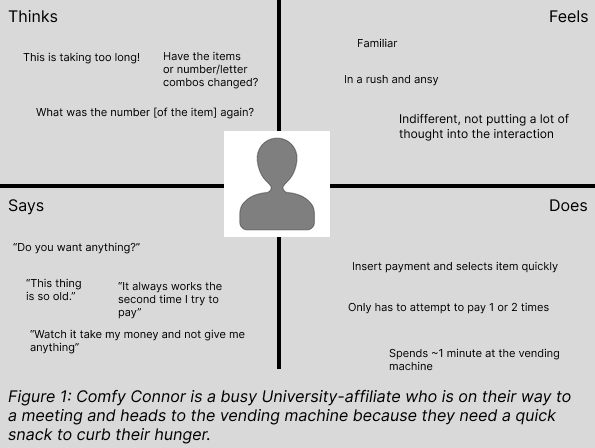 Thinks
This is taking too long!
Have the items
or number/letter
combos changed?
What was the number [of the item] again?
Feels
Familiar
In a rush and ansy
Indifferent, not putting a lot of
thought into the interaction
Says
“Do you want anything?”
“This thing
is so old.”
“It always works the
second time I try to
pay”
“Watch it take my money and not give me
anything”
Does
Insert payment and selects item quickly
Only has to attempt to pay 1 or 2 times
Spends ~1 minute at the vending
machine
Figure 1: Comfy Connor is a busy University-affiliate who is on their way to
a meeting and heads to the vending machine because they need a quick
snack to curb their hunger.